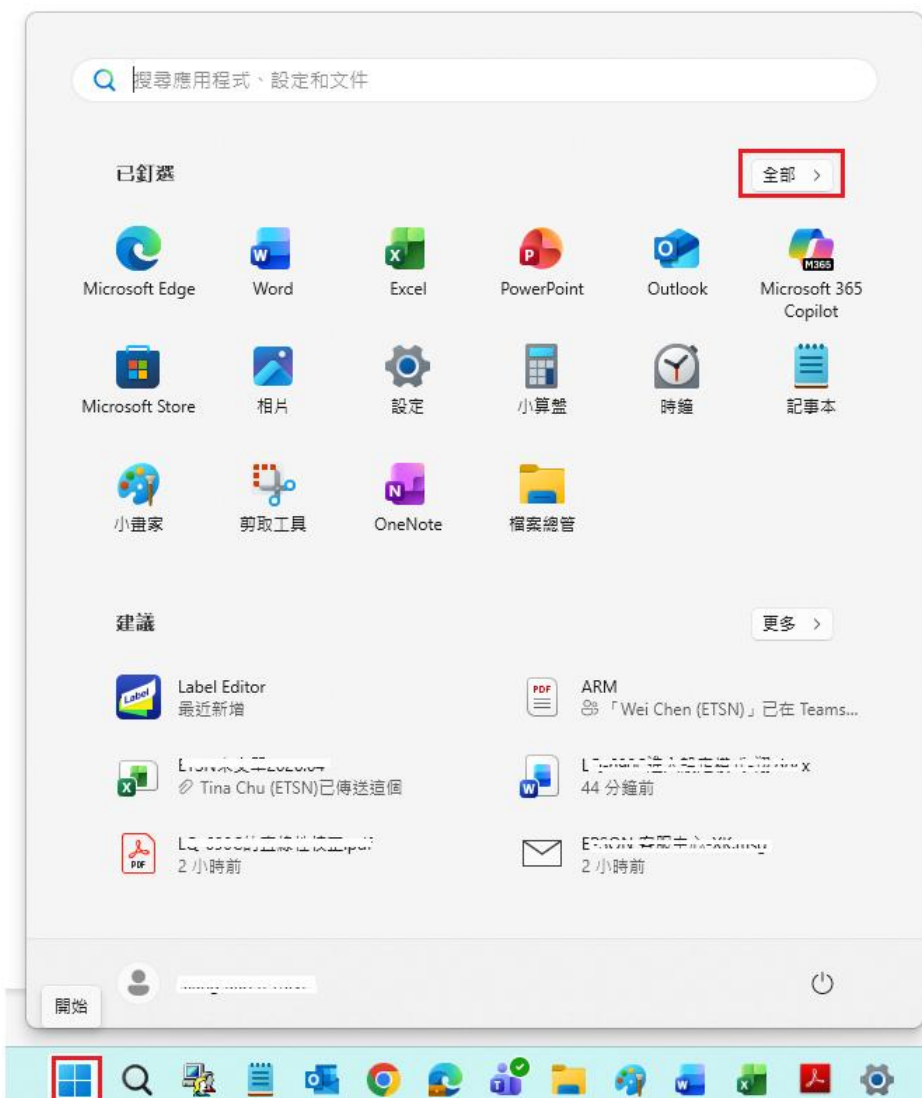 搜尋應用程式、設定和文件
已釘選
全部
Microsoft Edge
Word
Excel
PowerPoint
Outlook
M365
Microsoft 365
Copilot
Microsoft Store
相片
設定
小算盤
時鐘
記事本
小畫家
剪取工具
OneNote
檔案總管
建議
更多
Label
Label Editor
最近新增
PDF
ARM
「Wei Chen (ETSN)」已在 Teams...
Tina Chu (ETSN)已傳送這個
44 分鐘前
PDF
2 小時前
2 小時前
開始